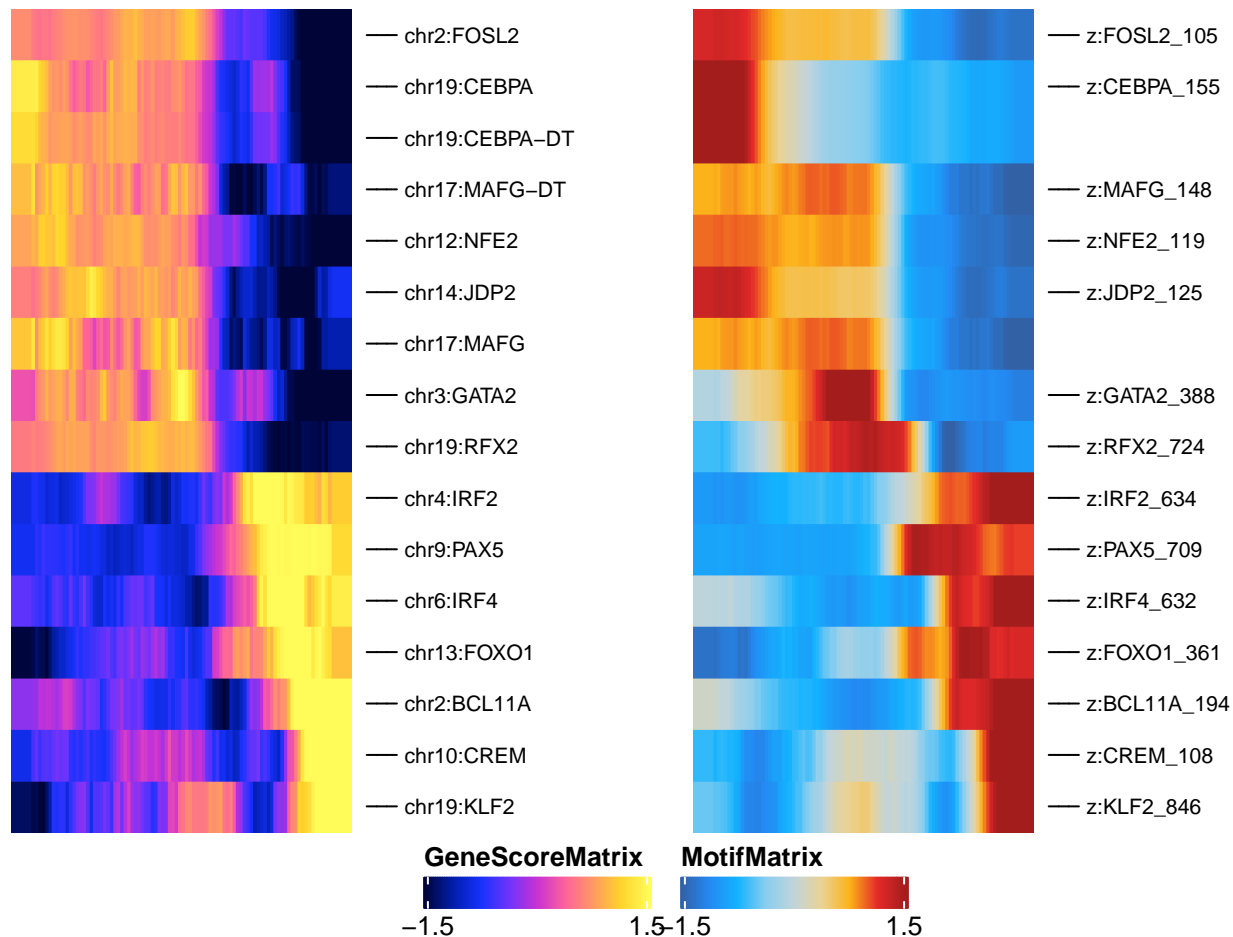 chr2:FOSL2
chr19:CEBPA
chr19:CEBPA−DT
chr17:MAFG−DT
chr12:NFE2
chr14:JDP2
chr17:MAFG
chr3:GATA2
chr19:RFX2
chr4:IRF2
chr9:PAX5
chr6:IRF4
chr13:FOXO1
chr2:BCL11A
chr10:CREM
chr19:KLF2
z:FOSL2_105
z:CEBPA_155
z:MAFG_148
z:NFE2_119
z:JDP2_125
z:GATA2_388
z:RFX2_724
z:IRF2_634
z:PAX5_709
z:IRF4_632
z:FOXO1_361
z:BCL11A_194
z:CREM_108
z:KLF2_846
GeneScoreMatrix
−1.5 1.5
MotifMatrix
−1.5 1.5